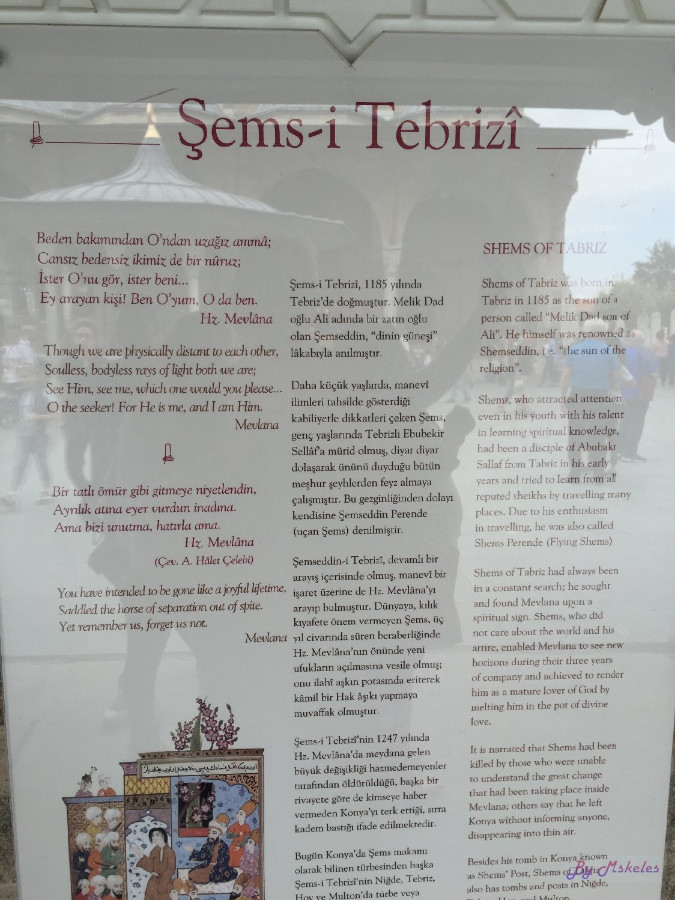 Şems-i Tebrizî
Beden bakımından O'ndan uzağız ammâ;
Cansız bedensiz ikimiz de bir nûruz;
İster O'nu gör, ister beni...
Ey arayan kişi! Ben O'yum, O da ben.
Hz. Mevlâna
Though we are physically distant to each other,
Soulless, bodyless rays of light both we are;
See Him, see me, which one would you please...
O the seeker! For He is me, and I am Him.
Mevlana
Bir tatlı ömür gibi gitmeye niyetlendin,
Ayrılık atına eyer vurdun inadına.
Ama bizi unutma, hatırla ama.
Hz. Mevlâna
(Çev. A. Hâlet Çelebi)
You have intended to be gone like a joyful lifetime,
Saddled the horse of separation out of spite.
Yet remember us, forget us not.
Mevlana
Şems-i Tebrizî, 1185 yılında
Tebriz'de doğmuştur. Melik Dad
oğlu Ali adında bir zatın oğlu
olan Şemseddin, "dinin güneşi"
lâkabıyla anılmıştır.
Daha küçük yaşlarda, manevî
ilimleri tahsilde gösterdiği
kabiliyetle dikkatleri çeken Şems,
genç yaşlarında Tebrizli Ebubekir
Sellâf'a mürid olmuş, diyar diyar
dolaşarak ününü duyduğu bütün
meşhur şeyhlerden feyz almaya
çalışmıştır. Bu gezginliğinden dolayı
kendisine Şemseddin Perende
(uçan Şems) denilmiştir.
Şemseddin-i Tebrizî, devamlı bir
arayış içerisinde olmuş, manevî bir
işaret üzerine de Hz. Mevlâna'yı
arayıp bulmuştur. Dünyaya, kılık
kıyafete önem vermeyen Şems, üç
yıl civarında süren beraberliğinde
Hz. Mevlâna'nın önünde yeni
ufukların açılmasına vesile olmuş;
onu ilahî aşkın potasında eriterek
kâmil bir Hak âşıkı yapmaya
muvaffak olmuştur.
Şems-i Tebrizî'nin 1247 yılında
Hz. Mevlâna'da meydana gelen
büyük değişikliği hazmedemeyenler
tarafından öldürüldüğü, başka bir
rivayete göre de kimseye haber
vermeden Konya'yı terk ettiği, sırra
kadem bastığı ifade edilmektedir.
Bugün Konya'da Şems makamı
olarak bilinen türbesinden başka
Şems-i Tebrizî'nin Niğde, Tebriz,
Hoy ve Multon'da türbe veya
SHEMS OF TABRIZ
Shems of Tabriz was born in
Tabriz in 1185 as the son of a
person called "Melik Dad son of
Ali". He himself was renowned as
Shemseddin, i.e. "the sun of the
religion".
Shems, who attracted attention
even in his youth with his talent
in learning spiritual knowledge,
had been a disciple of Abubakr
Sallaf from Tabriz in his early
years and tried to learn from all
reputed sheikhs by travelling many
places. Due to his enthusiasm
in travelling, he was also called
Shems Perende (Flying Shems)
Shems of Tabriz had always been
in a constant search; he sought
and found Mevlana upon a
spiritual sign. Shems, who did
not care about the world and his
attire, enabled Mevlana to see new
horizons during their three years
of company and achieved to render
him as a mature lover of God by
melting him in the pot of divine
love.
It is narrated that Shems had been
killed by those who were unable
to understand the great change
that had been taking place inside
Mevlana; others say that he left
Konya without informing anyone,
disappearing into thin air.
Besides his tomb in Konya known
as Shems' Post, Shems of Tabriz
also has tombs and posts in Niğde,
Tabriz, Hoy and Multon.
By Mskeles